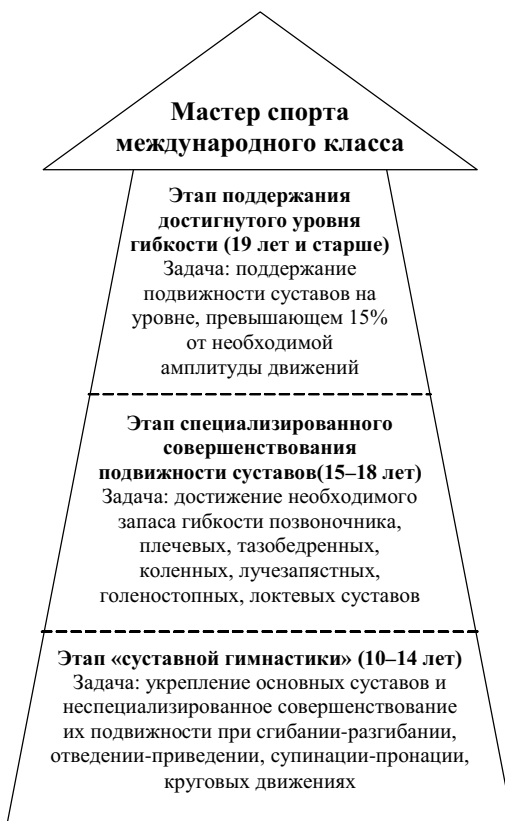 Мастер спорта
международного класса
Этап поддержания
достигнутого уровня
гибкости (19 лет и старше)
Задача: поддержание
подвижности суставов на
уровне, превышающем 15%
от необходимой
амплитуды движений
Этап специализированного
совершенствования
подвижности суставов(15–18 лет)
Задача: достижение необходимого
запаса гибкости позвоночника,
плечевых, тазобедренных,
коленных, лучезапястных,
голеностопных, локтевых суставов
Этап «суставной гимнастики» (10–14 лет)
Задача: укрепление основных суставов и
неспециализированное совершенствование
их подвижности при сгибании-разгибании,
отведении-приведении, супинации-пронации,
круговых движениях